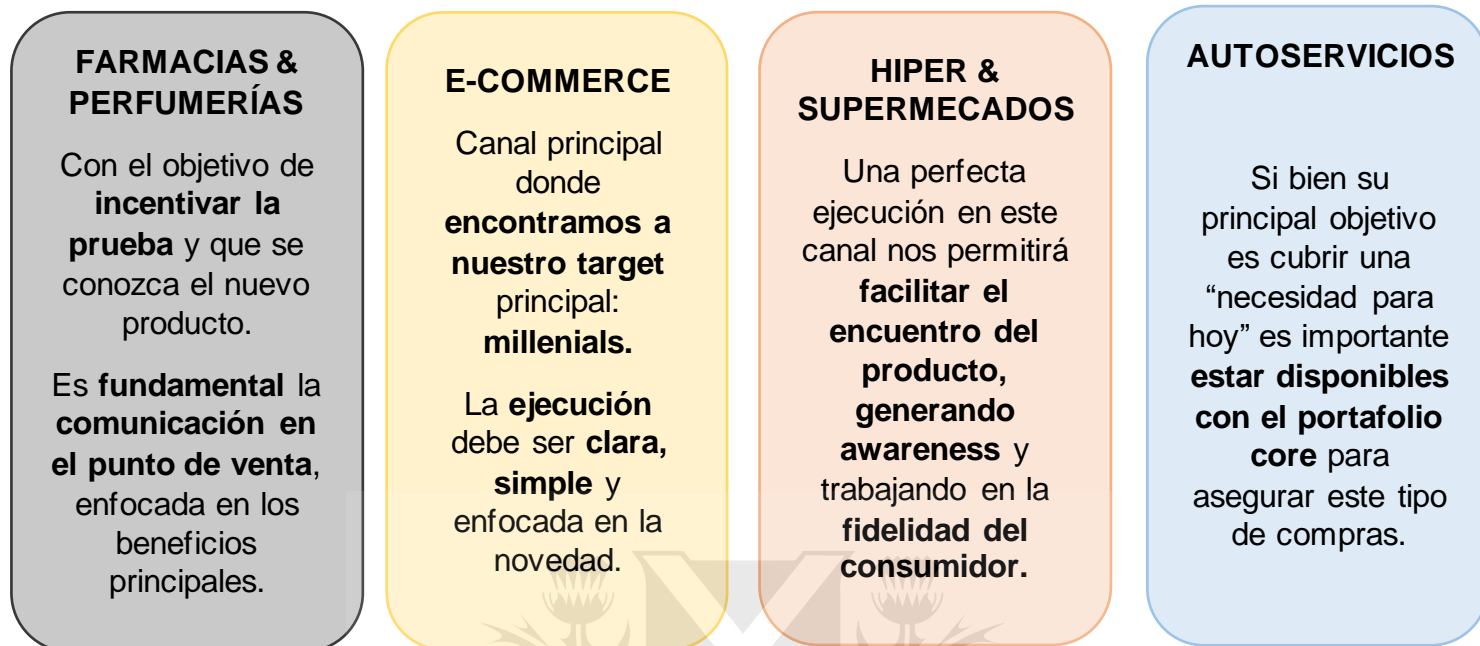 FARMACIAS &
PERFUMERÍAS
Con el objetivo de
incentivar la
prueba y que se
conozca el nuevo
producto.
Es fundamental la
comunicación en
el punto de venta,
enfocada en los
beneficios
principales.
E-COMMERCE
Canal principal
donde
encontramos a
nuestro target
principal:
millenials.
La ejecución
debe ser clara,
simple y
enfocada en la
novedad.
HIPER &
SUPERMECADOS
Una perfecta
ejecución en este
canal nos permitirá
facilitar el
encuentro del
producto,
generando
awareness y
trabajando en la
fidelidad del
consumidor.
AUTOSERVICIOS
Si bien su
principal objetivo
es cubrir una
“necesidad para
hoy” es importante
estar disponibles
con el portafolio
core para
asegurar este tipo
de compras.